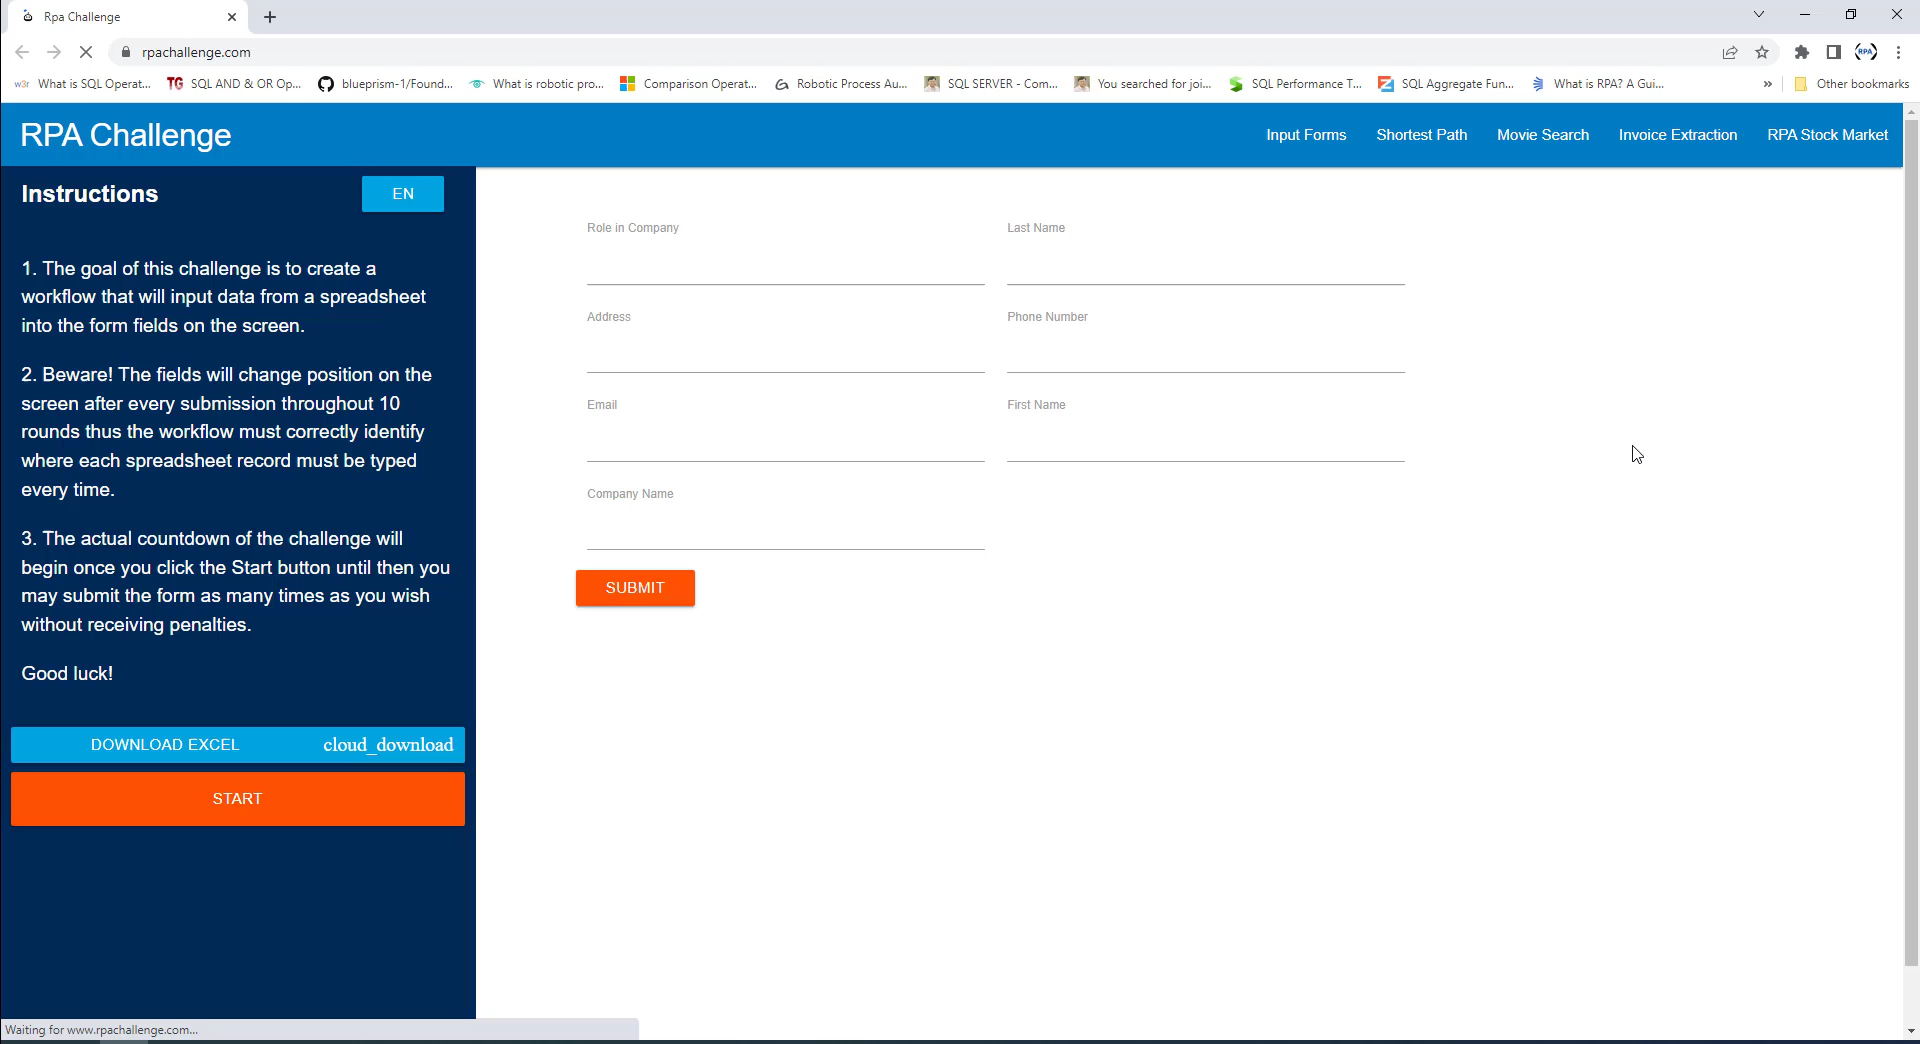 Rpa Challenge
rpachallenge.com
What is SQL Operat...
TG SQL AND & OR Op...
blueprism-1/Found...
What is robotic pro...
Comparison Operat...
Robotic Process Au...
SQL SERVER - Com...
You searched for joi...
SQL Performance T...
SQL Aggregate Fun...
What is RPA? A Gui...
Other bookmarks
RPA Challenge
Input Forms
Shortest Path
Movie Search
Invoice Extraction
RPA Stock Market
Instructions
EN
1. The goal of this challenge is to create a
workflow that will input data from a spreadsheet
into the form fields on the screen.
2. Beware! The fields will change position on the
screen after every submission throughout 10
rounds thus the workflow must correctly identify
where each spreadsheet record must be typed
every time.
3. The actual countdown of the challenge will
begin once you click the Start button until then you
may submit the form as many times as you wish
without receiving penalties.
Good luck!
DOWNLOAD EXCEL cloud_download
START
Role in Company
Last Name
Address
Phone Number
Email
First Name
Company Name
SUBMIT
Waiting for www.rpachallenge.com...